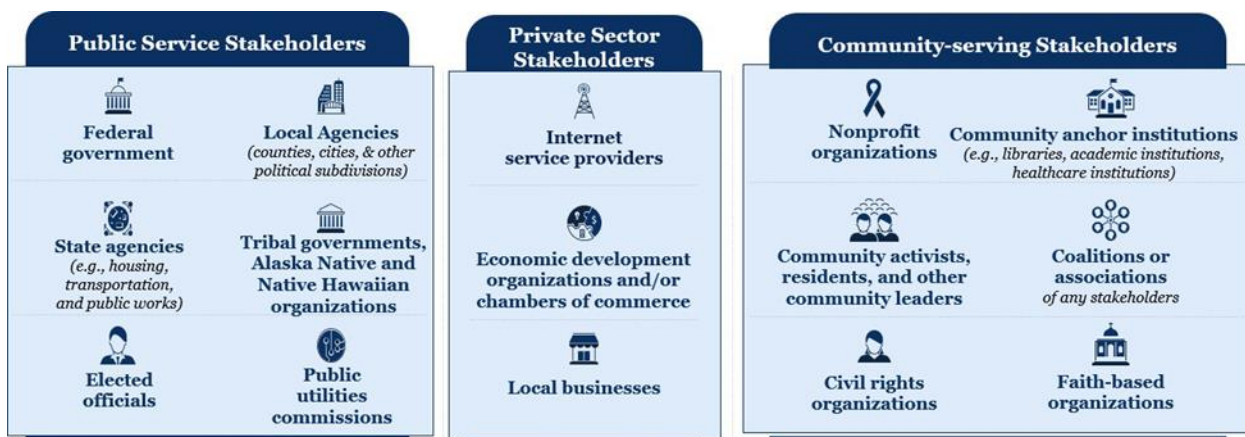 Public Service Stakeholders
Federal
government
Local Agencies
(counties, cities, & other
political subdivisions)
State agencies
(e.g., housing,
transportation,
and public works)
Tribal governments,
Alaska Native and
Native Hawaiian
organizations
Elected
officials
Public
utilities
commissions
Private Sector
Stakeholders
Internet
service providers
Economic development
organizations and/or
chambers of commerce
Local businesses
Community-serving Stakeholders
Nonprofit
organizations
Community anchor institutions
(e.g., libraries, academic institutions,
healthcare institutions)
Community activists,
residents, and other
community leaders
Coalitions or
associations
of any stakeholders
Civil rights
organizations
Faith-based
organizations